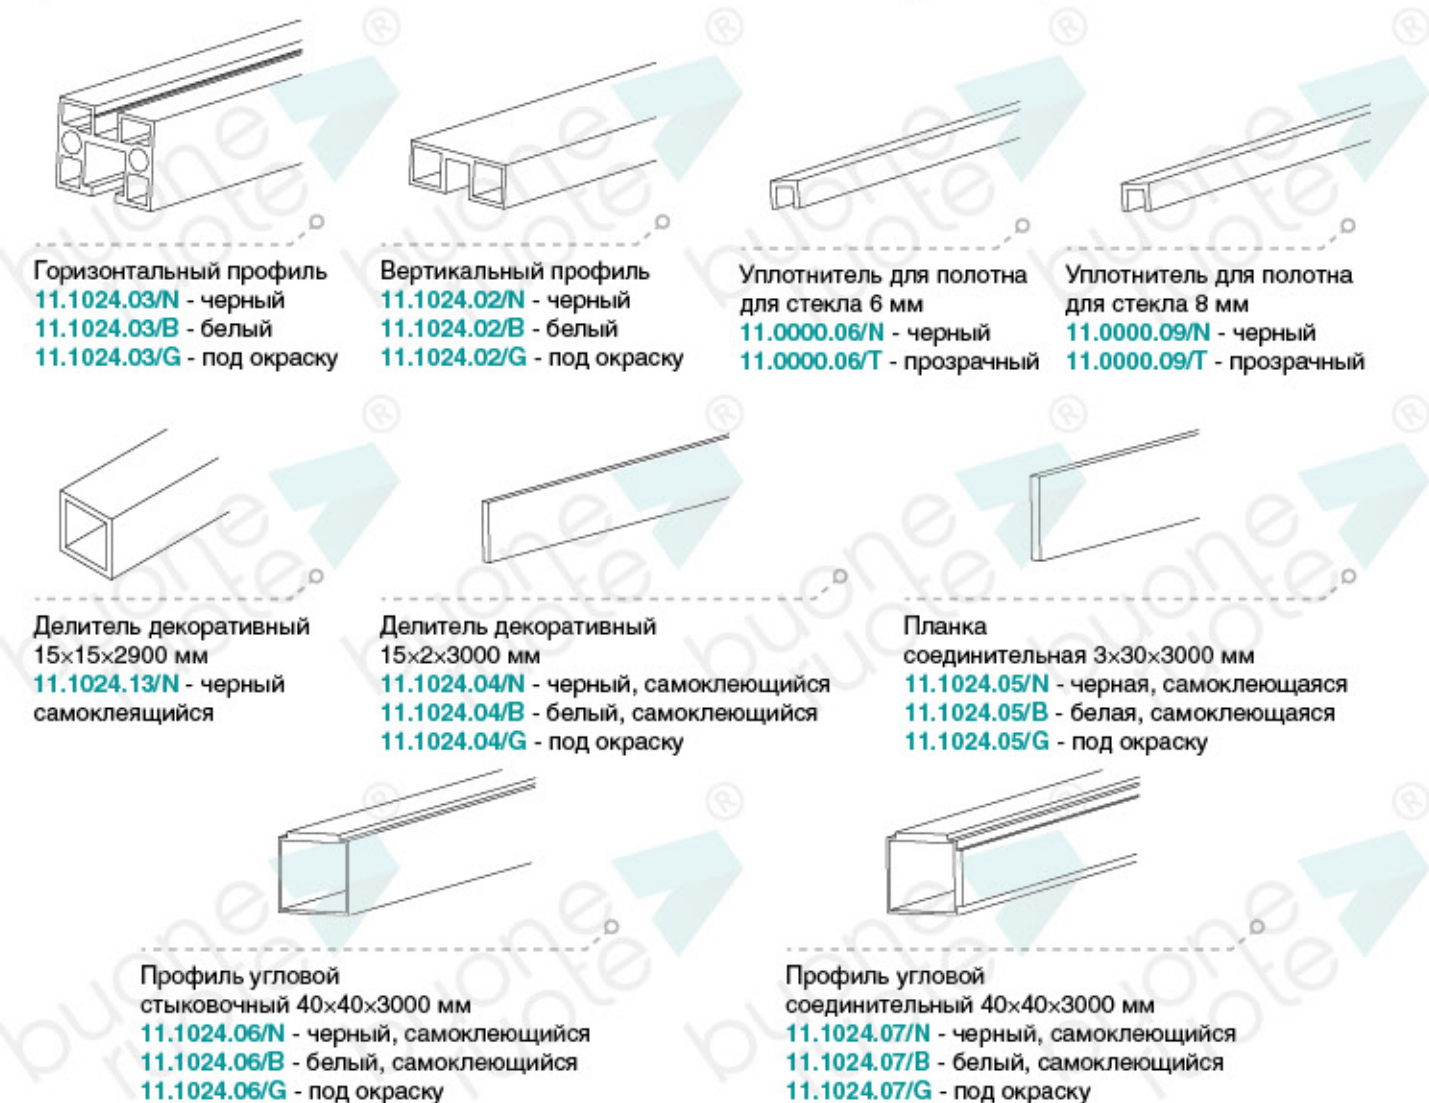 Горизонтальный профиль
11.1024.03/N - черный
11.1024.03/B - белый
11.1024.03/G - под окраску
Вертикальный профиль
11.1024.02/N - черный
11.1024.02/B - белый
11.1024.02/G - под окраску
Уплотнитель для полотна
для стекла 6 мм
11.0000.06/N - черный
11.0000.06/T - прозрачный
Уплотнитель для полотна
для стекла 8 мм
11.0000.09/N - черный
11.0000.09/T - прозрачный
Делитель декоративный
15×15×2900 мм
11.1024.13/N - черный
самоклеящийся
Делитель декоративный
15×2×3000 мм
11.1024.04/N - черный, самоклеющийся
11.1024.04/B - белый, самоклеющийся
11.1024.04/G - под окраску
Планка
соединительная 3×30×3000 мм
11.1024.05/N - черная, самоклеющаяся
11.1024.05/B - белая, самоклеющаяся
11.1024.05/G - под окраску
Профиль угловой
стыковочный 40×40×3000 мм
11.1024.06/N - черный, самоклеющийся
11.1024.06/B - белый, самоклеющийся
11.1024.06/G - под окраску
Профиль угловой
соединительный 40×40×3000 мм
11.1024.07/N - черный, самоклеющийся
11.1024.07/B - белый, самоклеющийся
11.1024.07/G - под окраску
buone
ruote
®